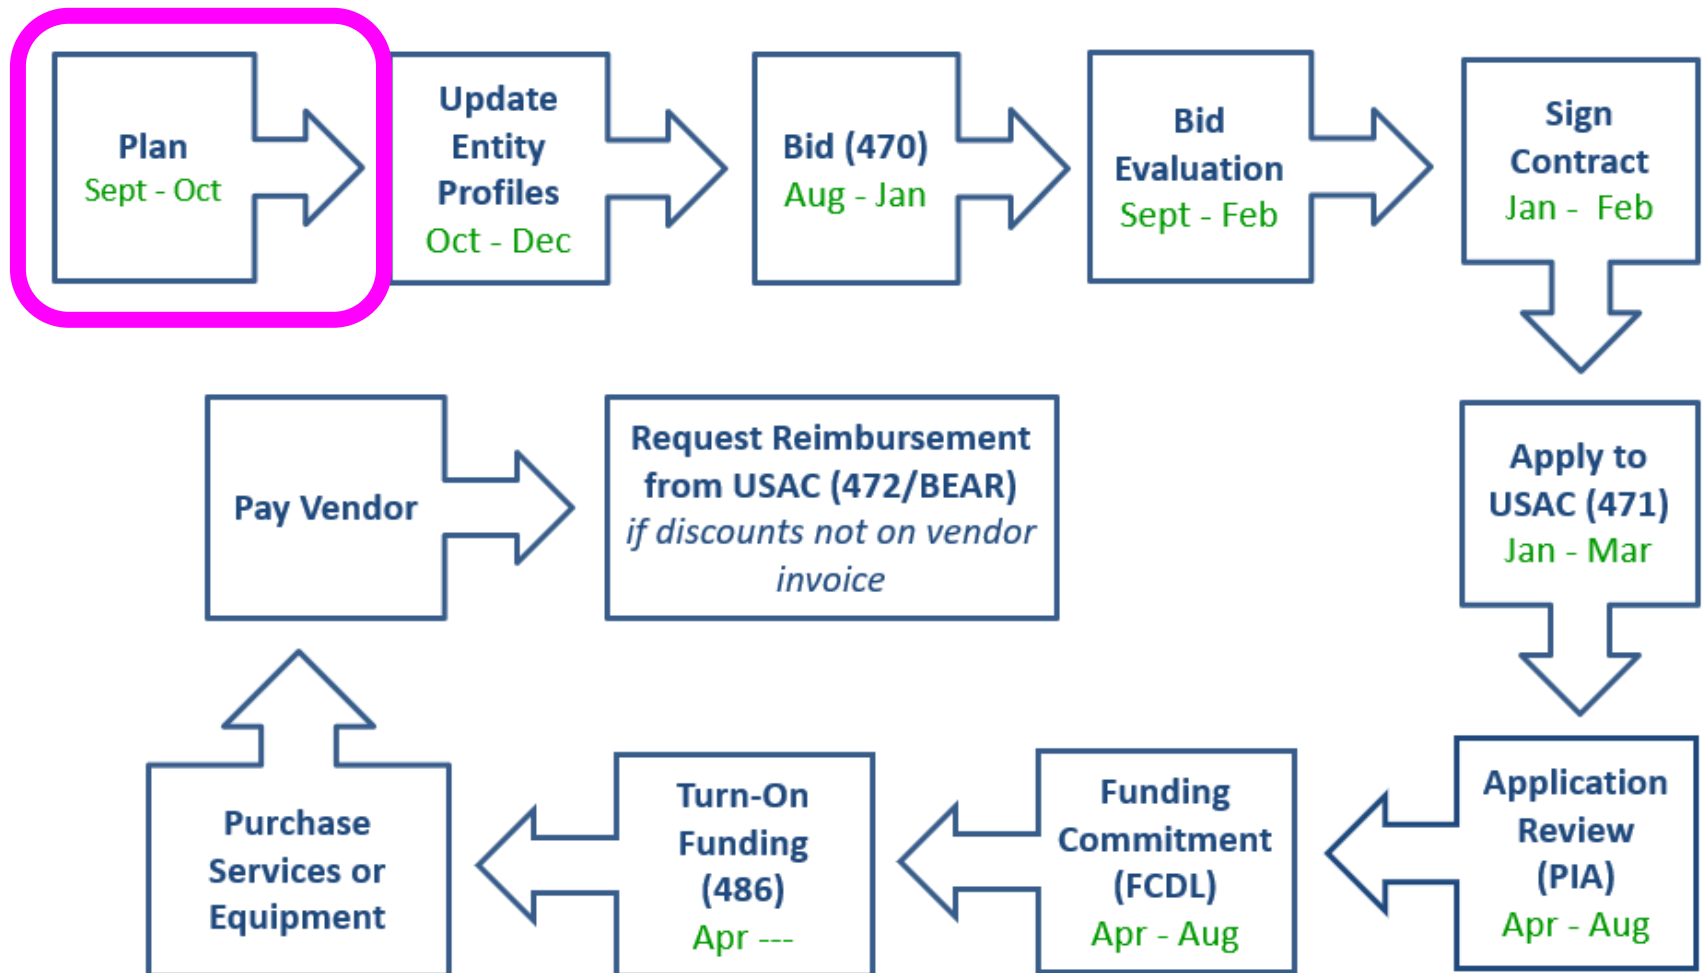 Plan
Sept - Oct
Update
Entity
Profiles
Oct - Dec
Bid (470)
Aug - Jan
Bid
Evaluation
Sept - Feb
Sign
Contract
Jan - Feb
Apply to
USAC (471)
Jan - Mar
Application
Review
(PIA)
Apr - Aug
Funding
Commitment
(FCDL)
Apr - Aug
Turn-On
Funding
(486)
Apr ---
Purchase
Services or
Equipment
Pay Vendor
Request Reimbursement
from USAC (472/BEAR)
if discounts not on vendor
invoice